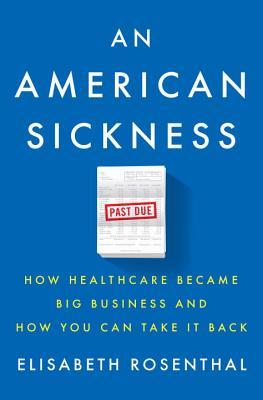 AN
AMERICAN
SICKNESS
PAST DUE
HOW HEALTHCARE BECAME
BIG BUSINESS AND
HOW YOU CAN TAKE IT BACK
ELISABETH ROSENTHAL